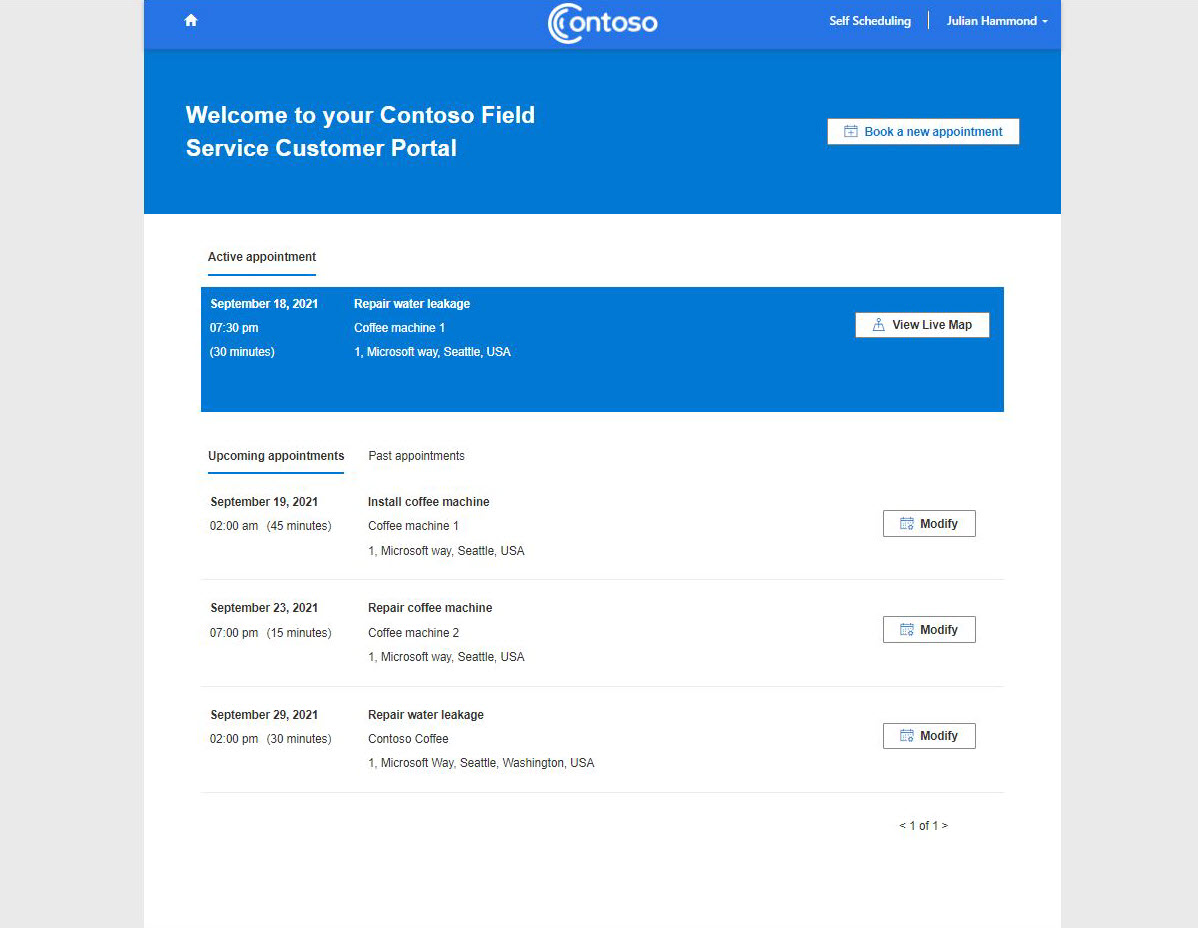 Contoso
Self Scheduling
Julian Hammond
Welcome to your Contoso Field
Service Customer Portal
Book a new appointment
Active appointment
September 18, 2021 Repair water leakage
07:30 pm Coffee machine 1
View Live Map
(30 minutes) 1, Microsoft way, Seattle, USA
Upcoming appointments Past appointments
September 19, 2021 Install coffee machine
02:00 am (45 minutes) Coffee machine 1
Modify
1, Microsoft way, Seattle, USA
September 23, 2021 Repair coffee machine
07:00 pm (15 minutes) Coffee machine 2
Modify
1, Microsoft way, Seattle, USA
September 29, 2021 Repair water leakage
02:00 pm (30 minutes) Contoso Coffee
Modify
1, Microsoft Way, Seattle, Washington, USA
< 1 of 1 >